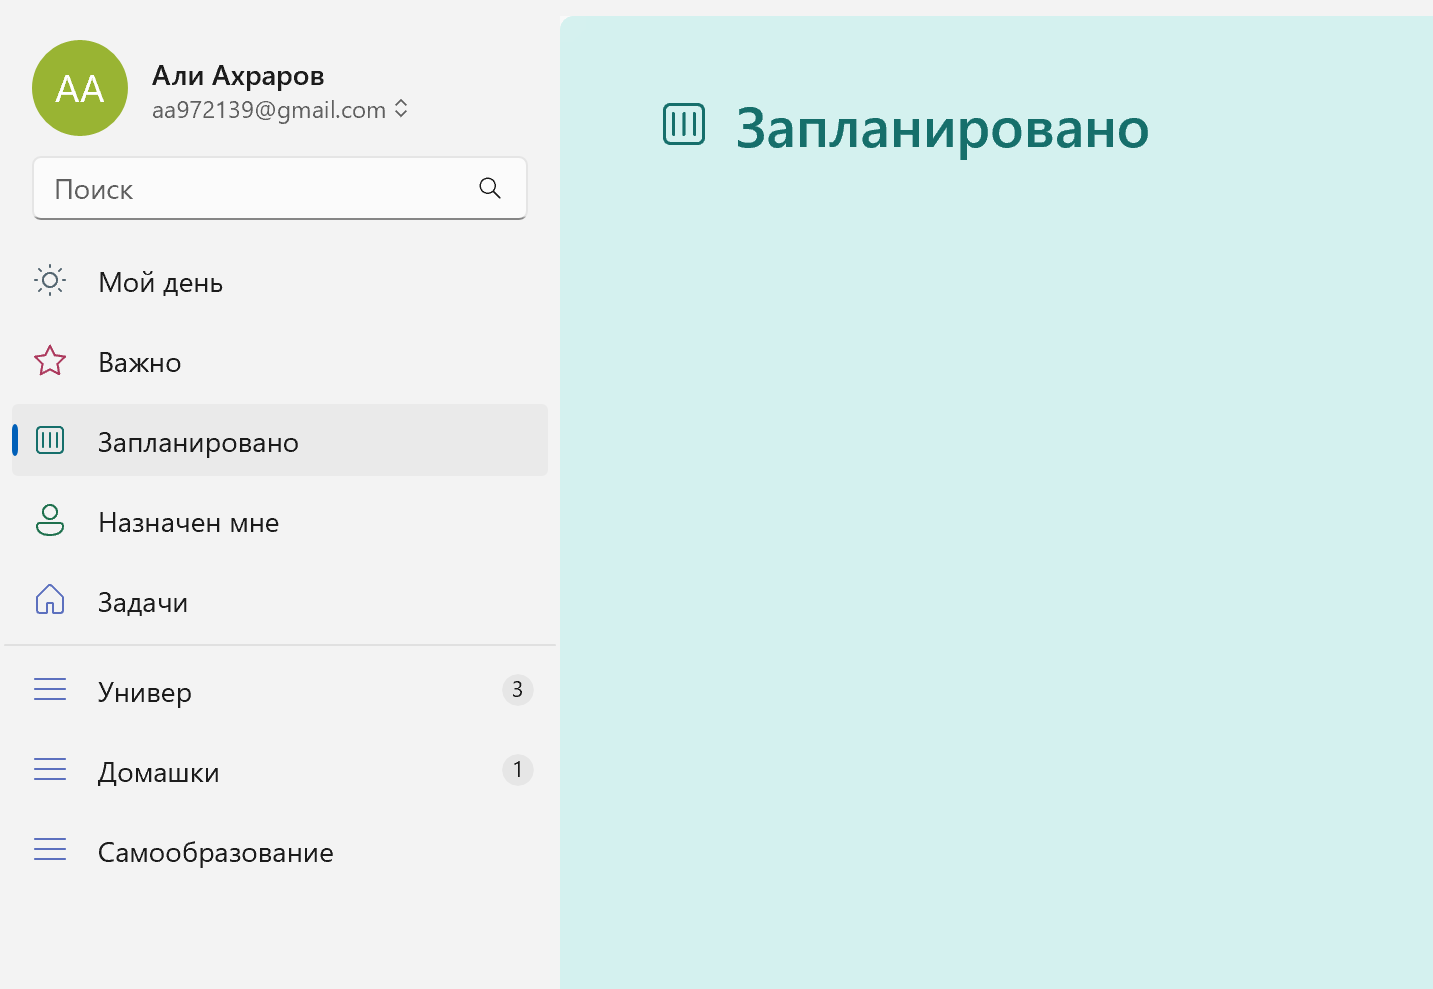 АА
Али Ахраров
aa972139@gmail.com
Поиск
Мой день
Важно
Запланировано
Назначен мне
Задачи
Универ 3
Домашки 1
Самообразование
Запланировано